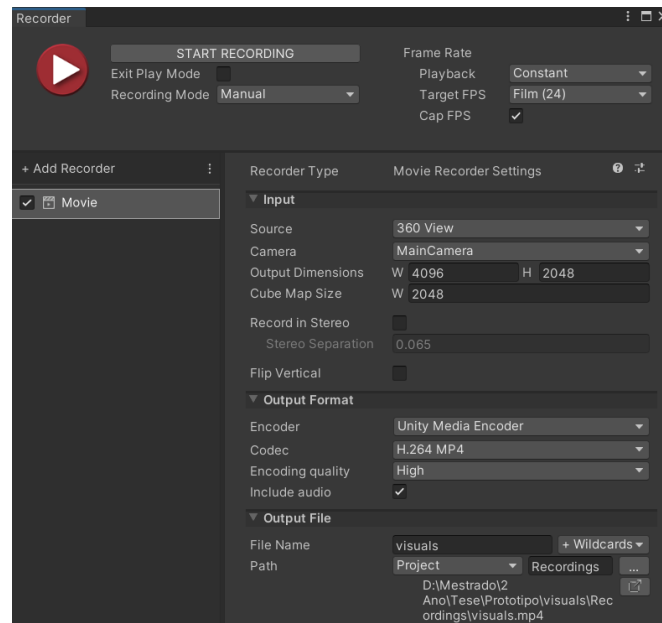 Recorder
START RECORDING
Exit Play Mode
Recording Mode Manual
Frame Rate
Playback Constant
Target FPS Film (24)
Cap FPS
+ Add Recorder
Movie
Recorder Type Movie Recorder Settings
Input
Source 360 View
Camera MainCamera
Output Dimensions W 4096 H 2048
Cube Map Size W 2048
Record in Stereo
Stereo Separation 0.065
Flip Vertical
Output Format
Encoder Unity Media Encoder
Codec H.264 MP4
Encoding quality High
Include audio
Output File
File Name visuals + Wildcards
Path Project Recordings ...
D:\Mestrado\2
Ano\Tese\Prototipo\visuals\Rec
ordings\visuals.mp4